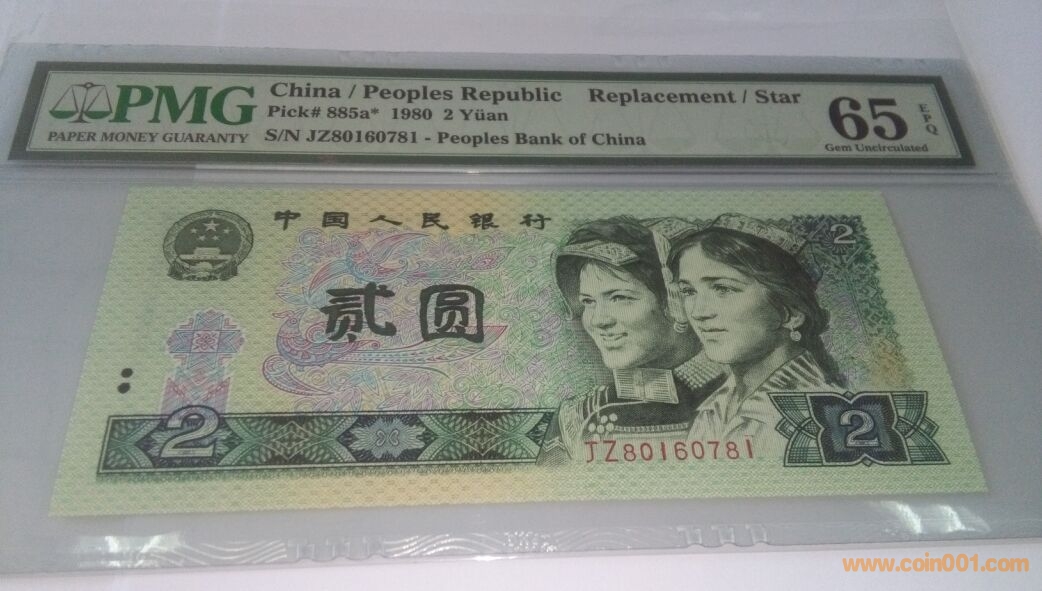 PMG
PAPER MONEY GUARANTY
China / Peoples Republic Replacement / Star
Pick# 885a* 1980 2 Yüan
S/N JZ80160781 - Peoples Bank of China
65 EPQ
Gem Uncirculated
中国人民银行
2
贰圆
2
2
JZ80160781
www.coin001.com